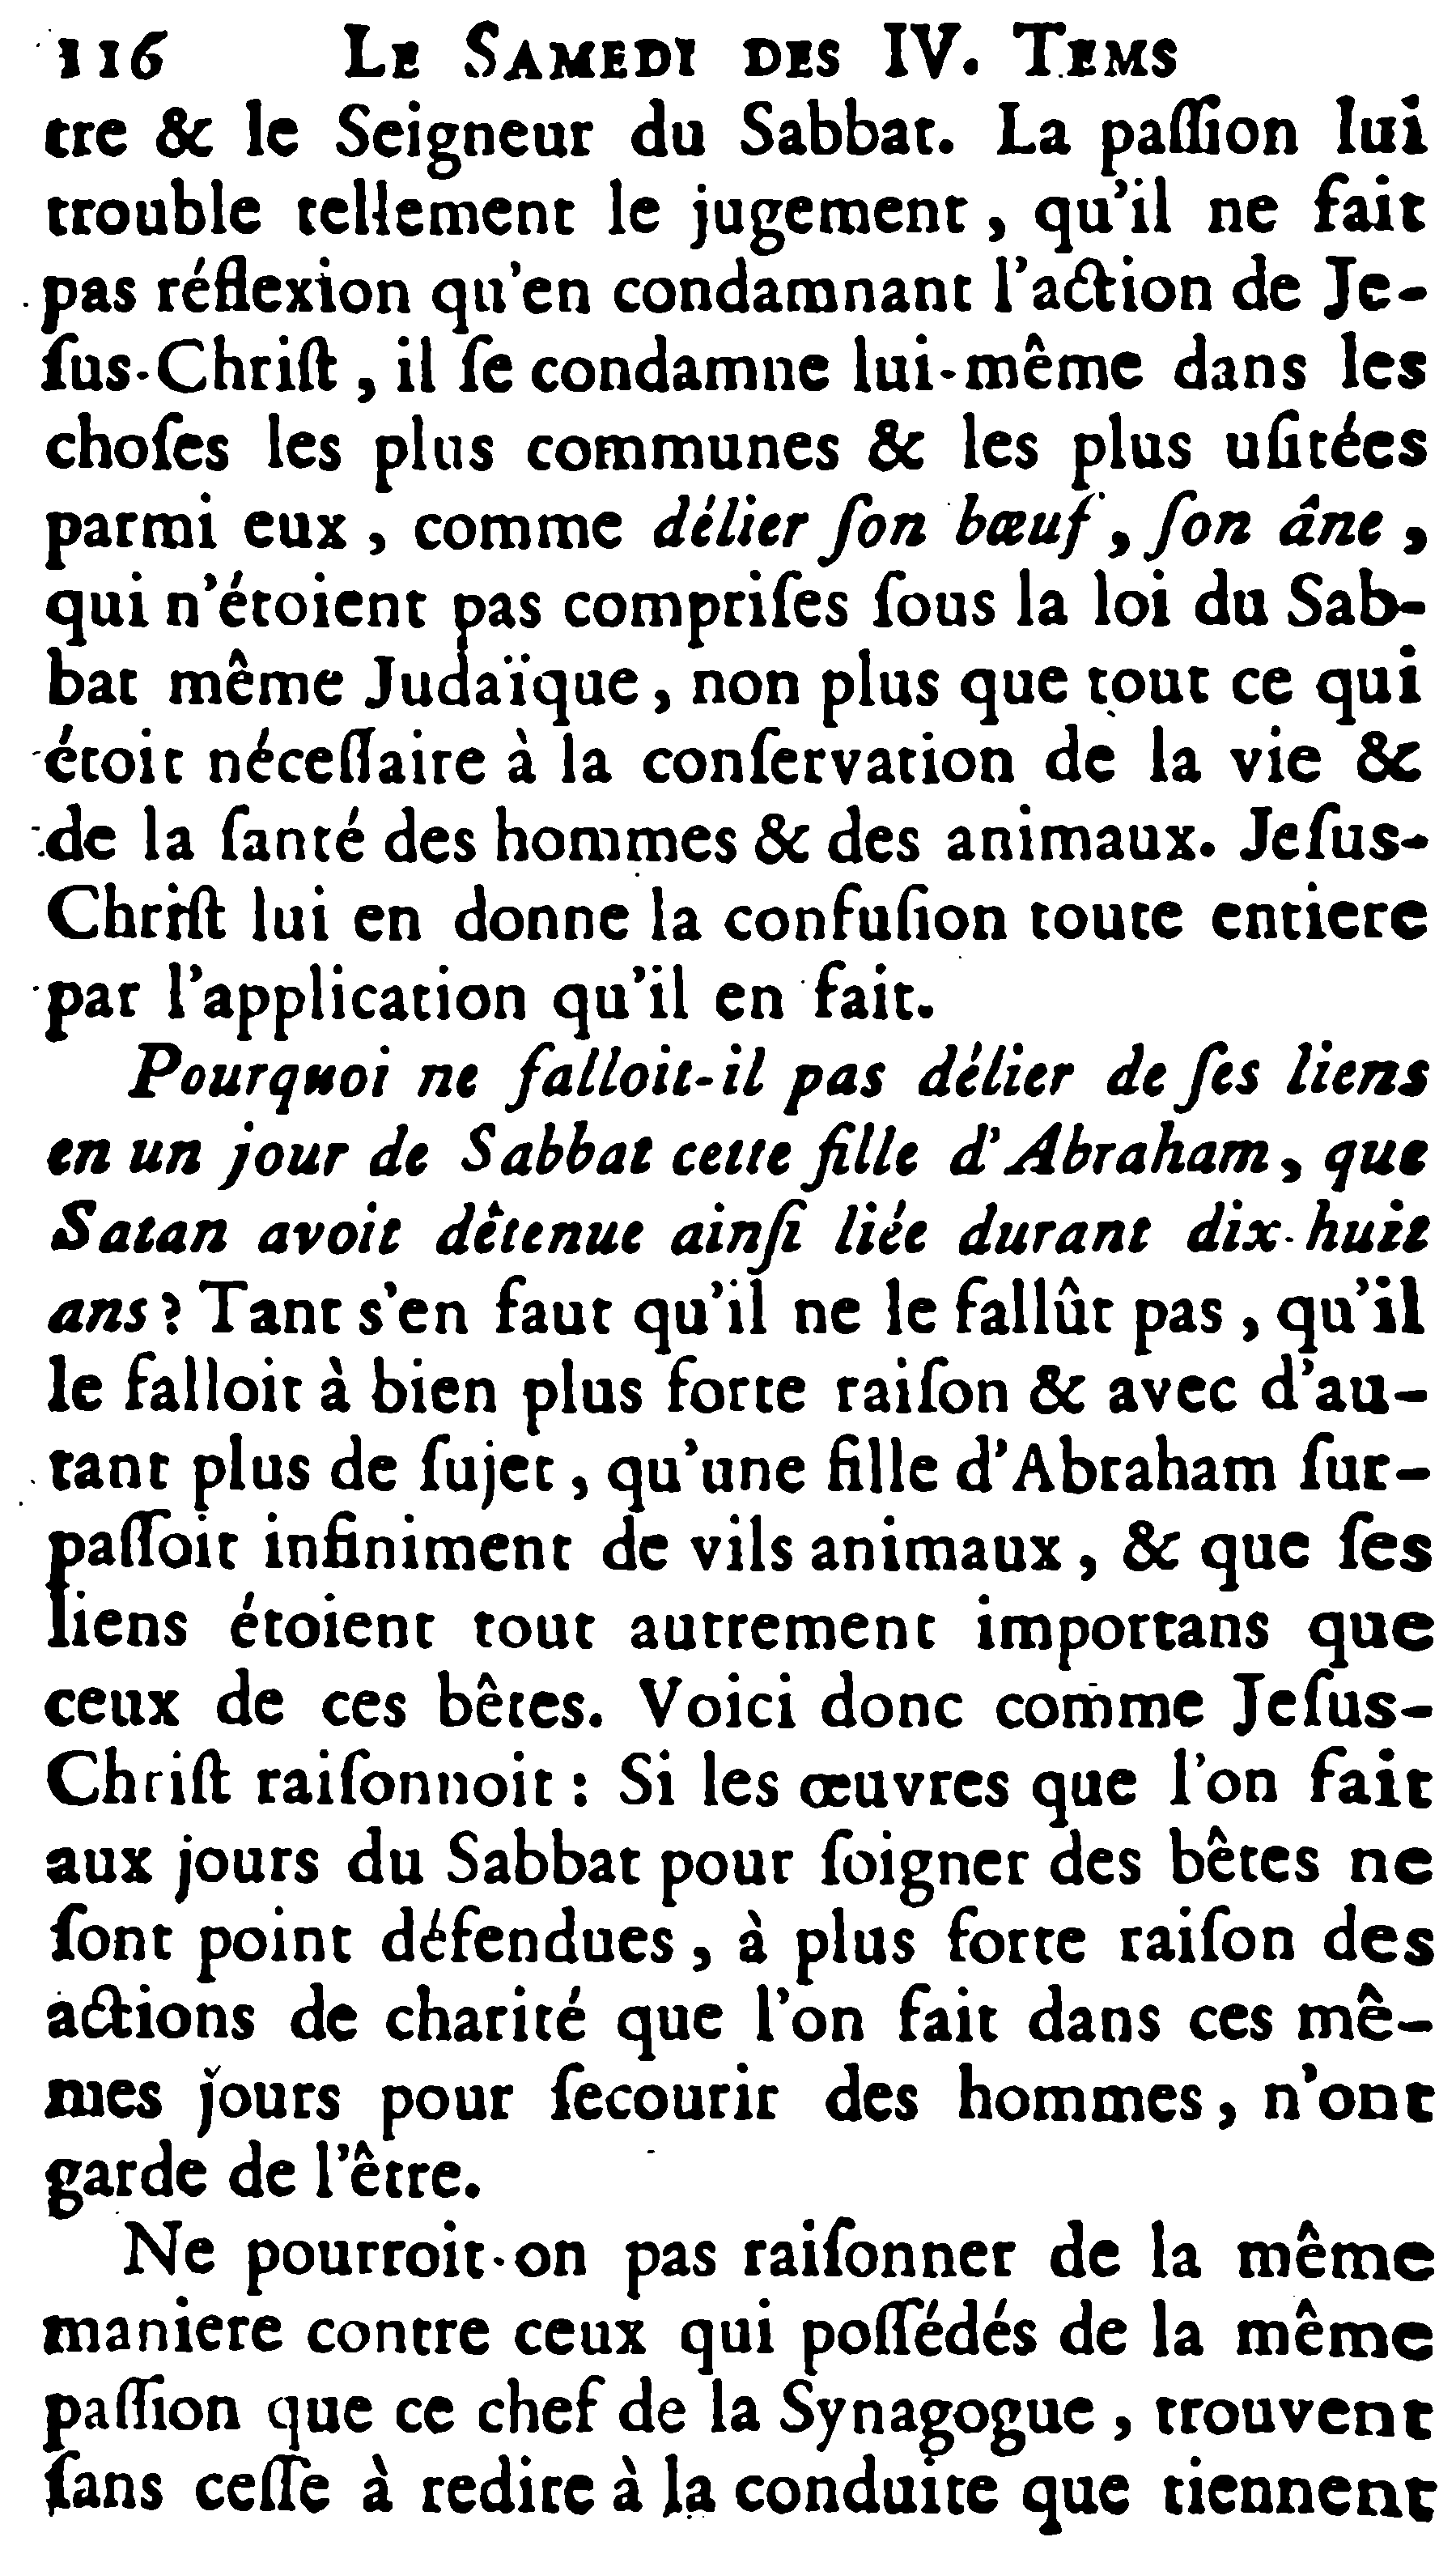 116 LE SAMEDI DES IV. TEMS
tre & le Seigneur du Sabbat. La paſſion lui
trouble tellement le jugement, qu'il ne fait
pas réflexion qu'en condamnant l'action de Je-
ſus-Chriſt, il ſe condamne lui-même dans les
choſes les plus communes & les plus uſitées
parmi eux, comme délier ſon bœuf, ſon âne,
qui n'étoient pas compriſes ſous la loi du Sab-
bat même Judaïque, non plus que tout ce qui
étoit néceſſaire à la conſervation de la vie &
de la ſanté des hommes & des animaux. Jeſus-
Chriſt lui en donne la confuſion toute entiere
par l'application qu'il en fait.
Pourquoi ne falloit-il pas délier de ſes liens
en un jour de Sabbat cette fille d'Abraham, que
Satan avoit dêtenue ainſi liée durant dix-huit
ans? Tant s'en faut qu'il ne le fallût pas, qu'il
le falloit à bien plus forte raiſon & avec d'au-
tant plus de ſujet, qu'une fille d'Abraham ſur-
paſſoit infiniment de vils animaux, & que ſes
liens étoient tout autrement importans que
ceux de ces bêtes. Voici donc comme Jeſus-
Chriſt raiſonnoit: Si les œuvres que l'on fait
aux jours du Sabbat pour ſoigner des bêtes ne
ſont point défendues, à plus forte raiſon des
actions de charité que l'on fait dans ces mê-
mes jours pour ſecourir des hommes, n'ont
garde de l'être.
Ne pourroit-on pas raiſonner de la même
maniere contre ceux qui poſſédés de la même
paſſion que ce chef de la Synagogue, trouvent
ſans ceſſe à redire à la conduite que tiennent